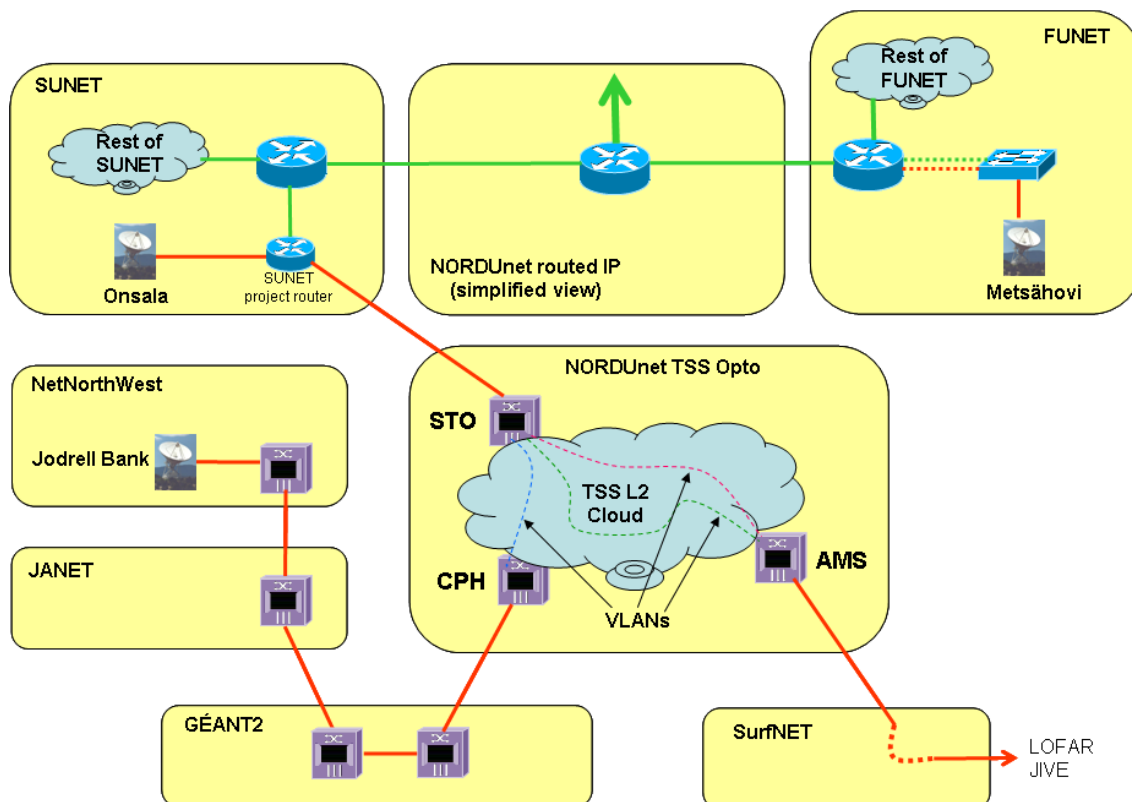 SUNET
Rest of
SUNET
Onsala
SUNET
project router
NORDUnet routed IP
(simplified view)
FUNET
Rest of
FUNET
Metsähovi
NetNorthWest
Jodrell Bank
JANET
NORDUnet TSS Opto
STO
TSS L2
Cloud
CPH
AMS
VLANs
GÉANT2
SurfNET
LOFAR
JIVE